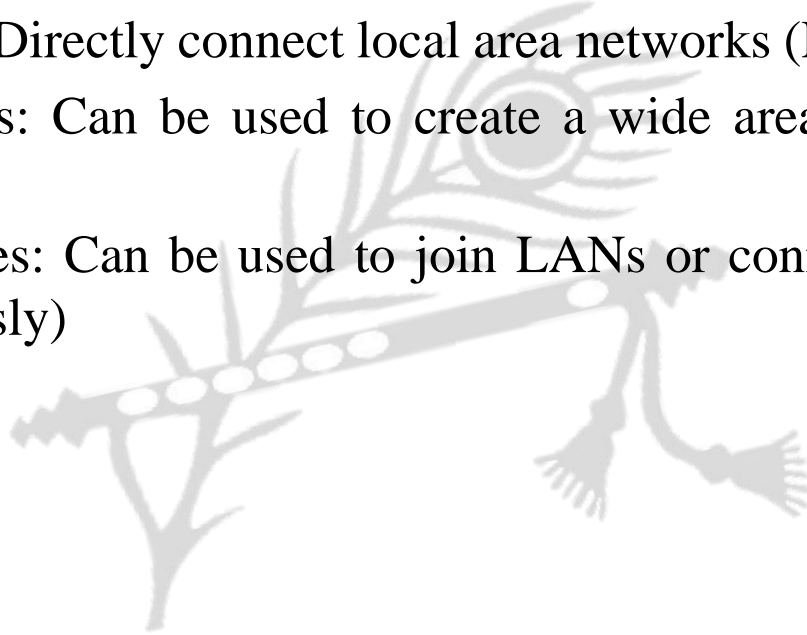 Directly connect local area networks (
s: Can be used to create a wide area
es: Can be used to join LANs or con
sly)